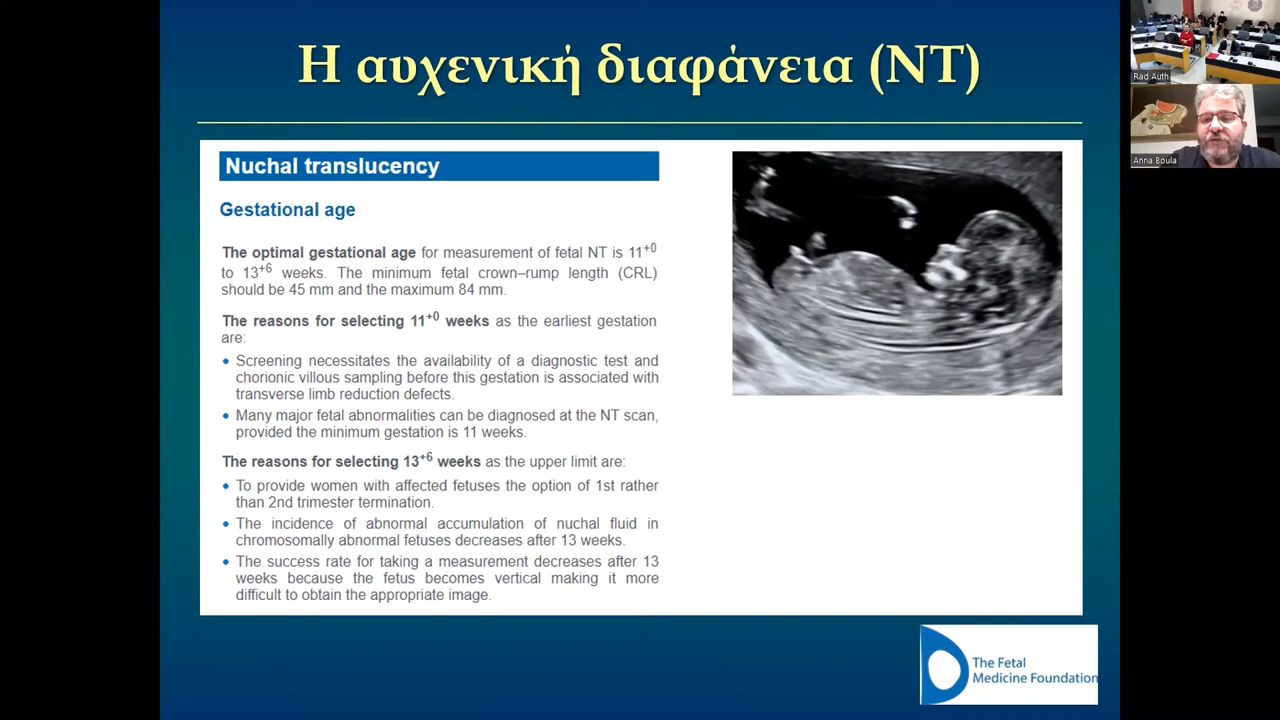 Η αυχενική διαφάνεια (ΝΤ)
Nuchal translucency
Gestational age
The optimal gestational age for measurement of fetal NT is 11+0
to 13+6 weeks. The minimum fetal crown–rump length (CRL)
should be 45 mm and the maximum 84 mm.
The reasons for selecting 11+0 weeks as the earliest gestation
are:
• Screening necessitates the availability of a diagnostic test and
chorionic villous sampling before this gestation is associated with
transverse limb reduction defects.
• Many major fetal abnormalities can be diagnosed at the NT scan,
provided the minimum gestation is 11 weeks.
The reasons for selecting 13+6 weeks as the upper limit are:
• To provide women with affected fetuses the option of 1st rather
than 2nd trimester termination.
• The incidence of abnormal accumulation of nuchal fluid in
chromosomally abnormal fetuses decreases after 13 weeks.
• The success rate for taking a measurement decreases after 13
weeks because the fetus becomes vertical making it more
difficult to obtain the appropriate image.
The Fetal
Medicine Foundation
Rad Auth
Anna Boula